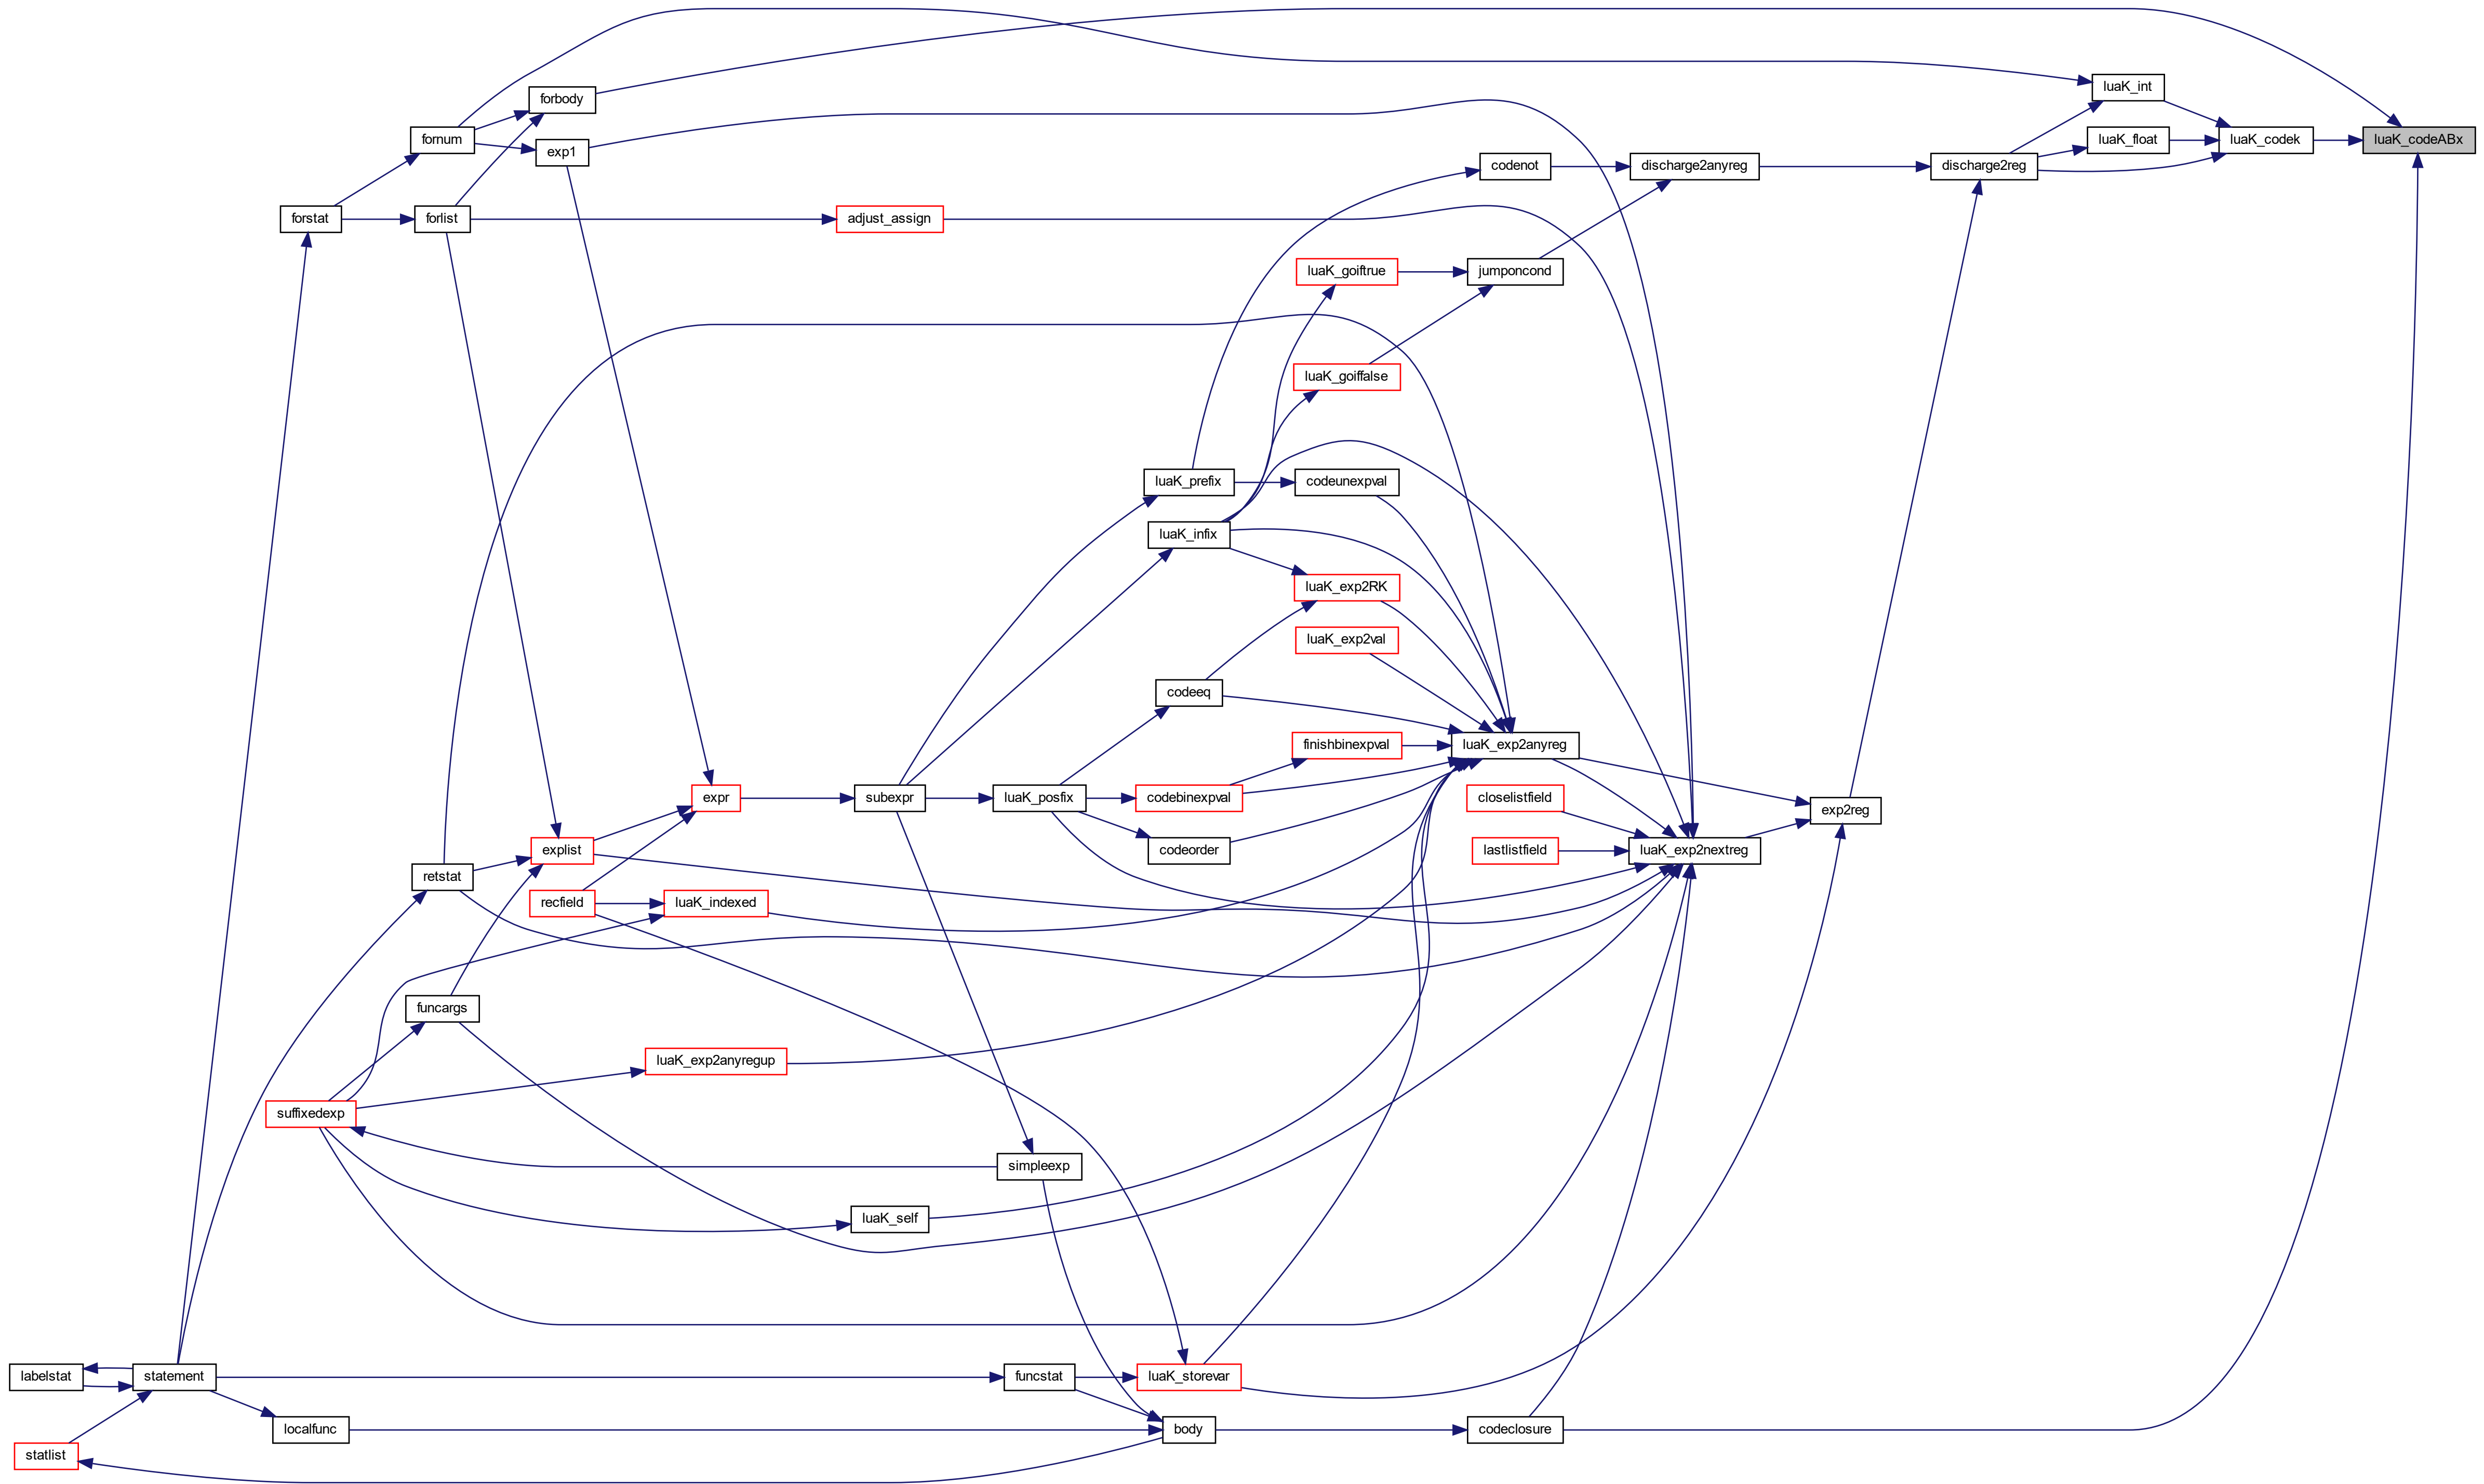 luaK_int
forbody
fornum
luaK_float
luaK_codek
luaK_codeABx
exp1
codenot
discharge2anyreg
discharge2reg
forstat
forlist
adjust_assign
luaK_goiftrue
jumponcond
luaK_goiffalse
luaK_prefix
codeunexpval
luaK_infix
luaK_exp2RK
luaK_exp2val
codeeq
finishbinexpval
luaK_exp2anyreg
expr
subexpr
luaK_posfix
codebinexpval
closelistfield
exp2reg
explist
codeorder
lastlistfield
luaK_exp2nextreg
retstat
recfield
luaK_indexed
funcargs
luaK_exp2anyregup
suffixedexp
simpleexp
luaK_self
labelstat
statement
funcstat
luaK_storevar
localfunc
body
codeclosure
statlist